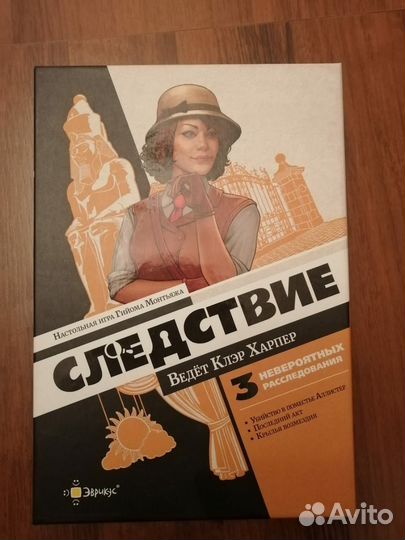 Настольная игра Гийома Монтьяжа
СЛЕДСТВИЕ
Ведёт Клэр Харпер
3 НЕВЕРОЯТНЫХ
РАССЛЕДОВАНИЯ
• Убийство в поместье Аллистер
• Последний акт
• Крылья возмездия
Эврикус
Avito